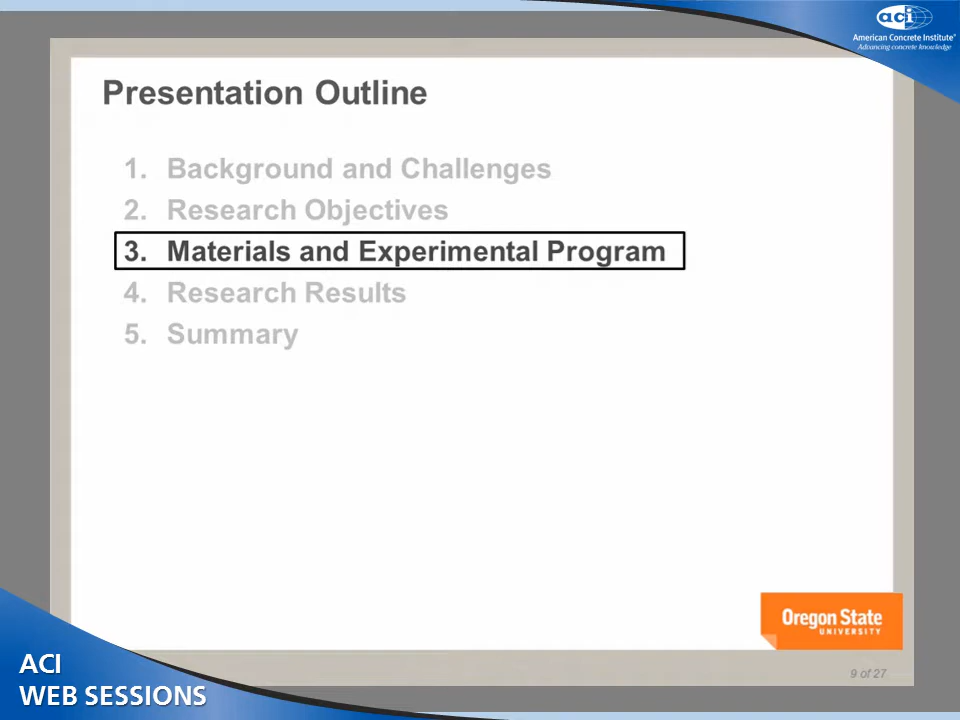 aci
American Concrete Institute®
Advancing concrete knowledge
Presentation Outline
1. Background and Challenges
2. Research Objectives
3. Materials and Experimental Program
4. Research Results
5. Summary
Oregon State
UNIVERSITY
9 of 27
ACI
WEB SESSIONS